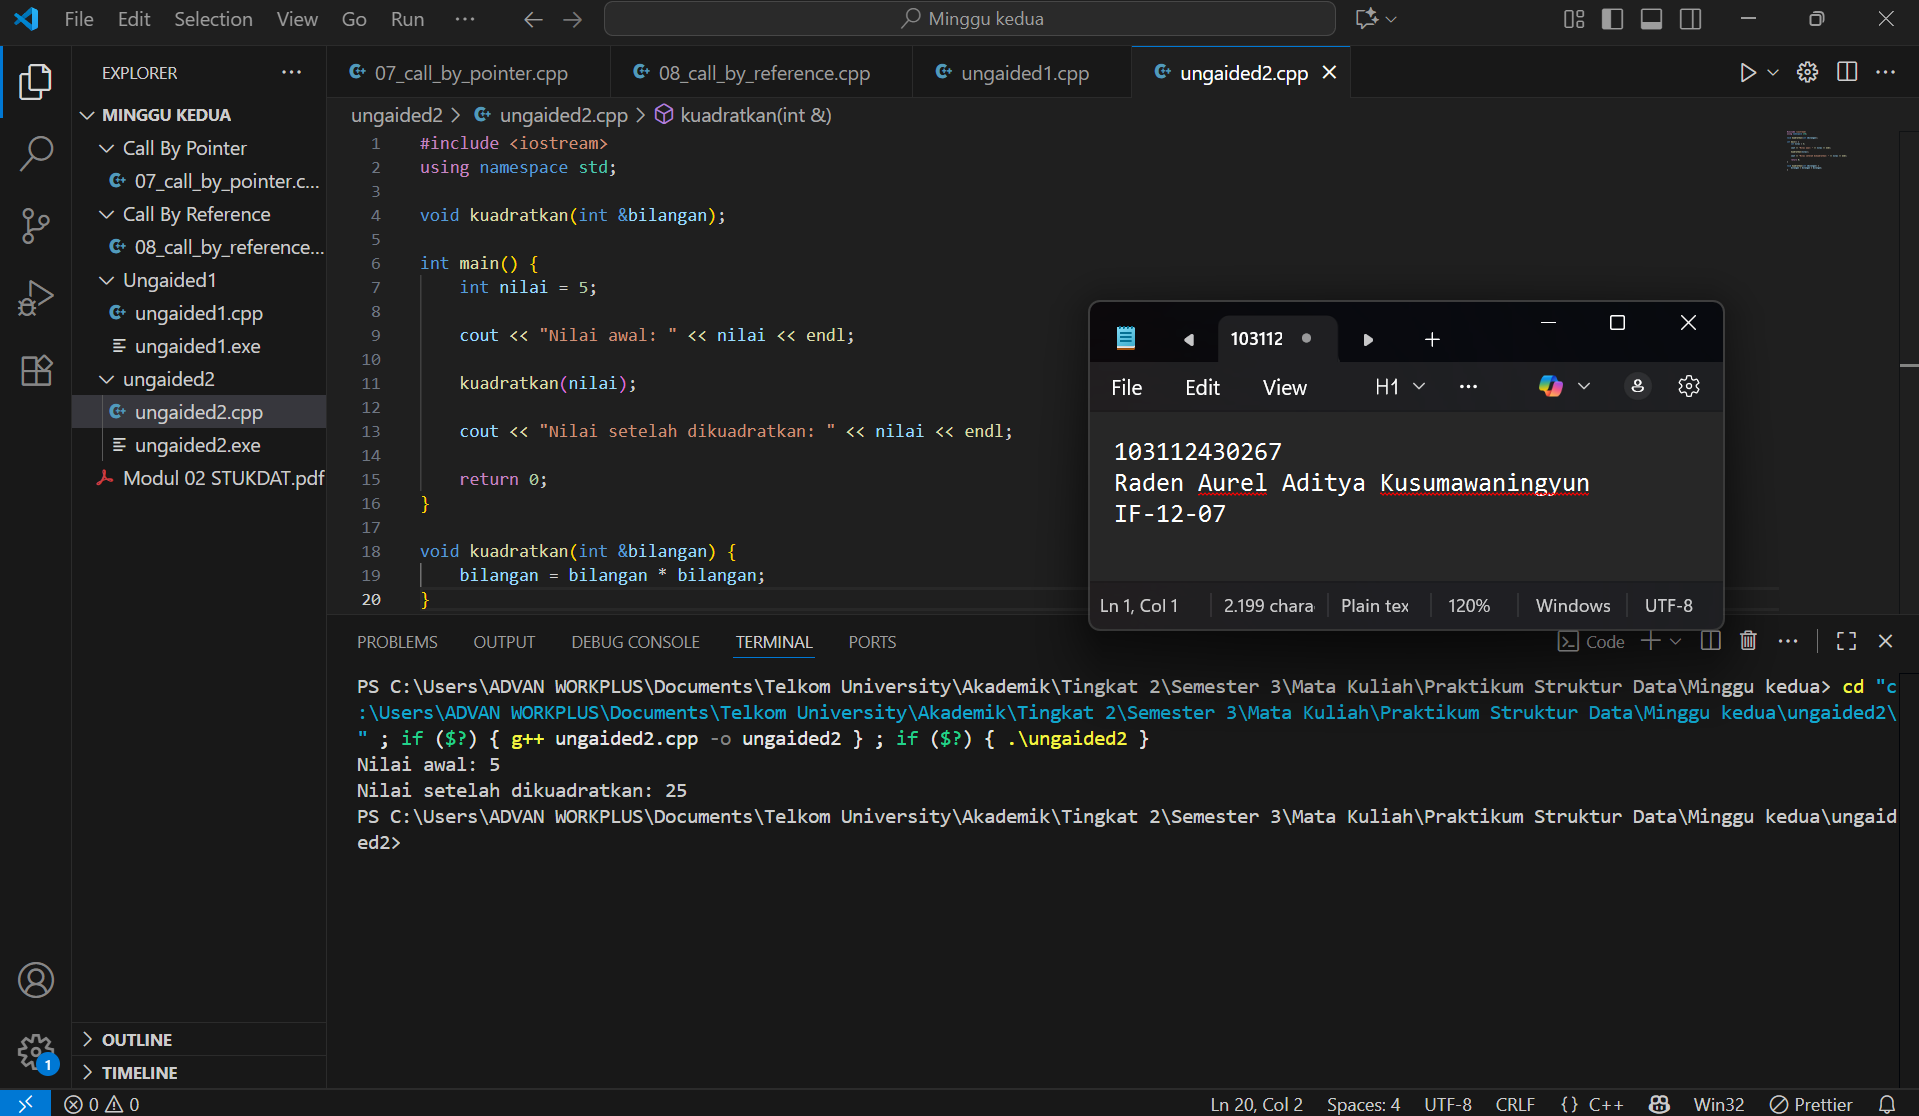 File Edit Selection View Go Run ··· Minggu kedua
EXPLORER ···
MINGGU KEDUA
Call By Pointer
07_call_by_pointer.c...
Call By Reference
08_call_by_reference...
Ungaided1
ungaided1.cpp
ungaided1.exe
ungaided2
ungaided2.cpp
ungaided2.exe
Modul 02 STUKDAT.pdf
OUTLINE
TIMELINE
07_call_by_pointer.cpp 08_call_by_reference.cpp ungaided1.cpp ungaided2.cpp
ungaided2 > ungaided2.cpp > kuadratkan(int &)
1 #include <iostream>
2 using namespace std;
3
4 void kuadratkan(int &bilangan);
5
6 int main() {
7 int nilai = 5;
8
9 cout << "Nilai awal: " << nilai << endl;
10
11 kuadratkan(nilai);
12
13 cout << "Nilai setelah dikuadratkan: " << nilai << endl;
14
15 return 0;
16 }
17
18 void kuadratkan(int &bilangan) {
19 bilangan = bilangan * bilangan;
20 }
103112
File Edit View H1 ···
103112430267
Raden Aurel Aditya Kusumawaningyun
IF-12-07
Ln 1, Col 1 2.199 chara Plain tex 120% Windows UTF-8
PROBLEMS OUTPUT DEBUG CONSOLE TERMINAL PORTS Code
PS C:\Users\ADVAN WORKPLUS\Documents\Telkom University\Akademik\Tingkat 2\Semester 3\Mata Kuliah\Praktikum Struktur Data\Minggu kedua> cd "c
:\Users\ADVAN WORKPLUS\Documents\Telkom University\Akademik\Tingkat 2\Semester 3\Mata Kuliah\Praktikum Struktur Data\Minggu kedua\ungaided2\
" ; if ($?) { g++ ungaided2.cpp -o ungaided2 } ; if ($?) { .\ungaided2 }
Nilai awal: 5
Nilai setelah dikuadratkan: 25
PS C:\Users\ADVAN WORKPLUS\Documents\Telkom University\Akademik\Tingkat 2\Semester 3\Mata Kuliah\Praktikum Struktur Data\Minggu kedua\ungaid
ed2>
1
0 0 Ln 20, Col 2 Spaces: 4 UTF-8 CRLF {} C++ Win32 Prettier